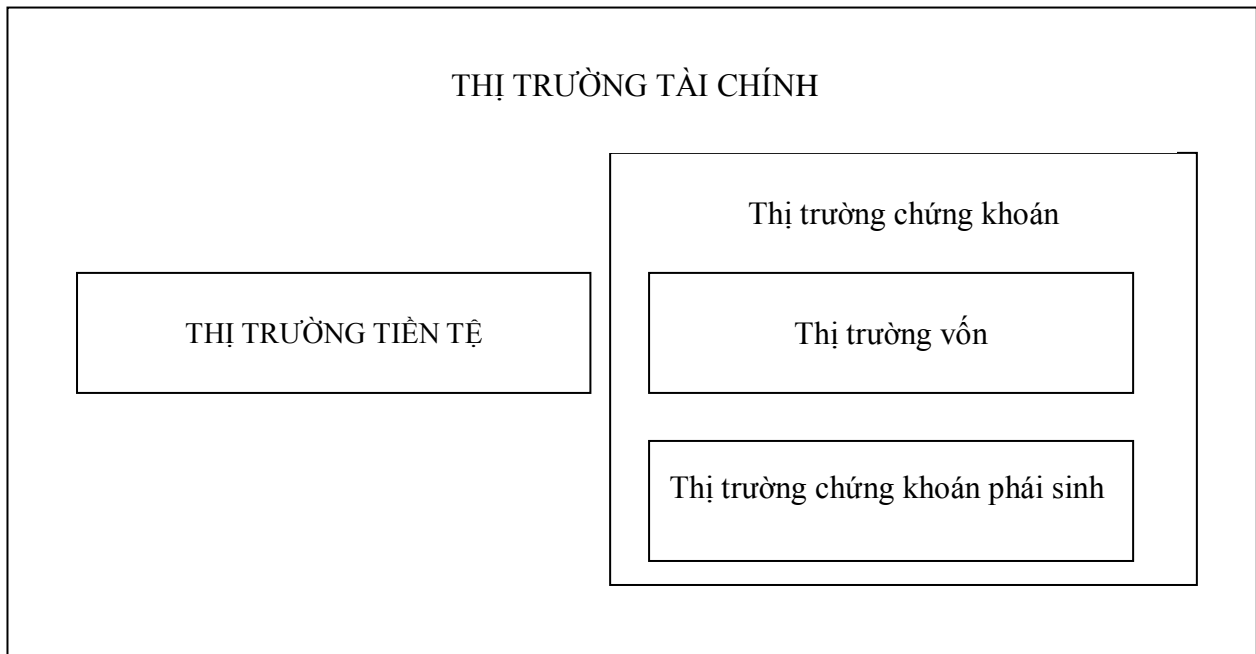 THỊ TRƯỜNG TÀI CHÍNH
Thị trường chứng khoán
THỊ TRƯỜNG TIỀN TỆ
Thị trường vốn
Thị trường chứng khoán phái sinh